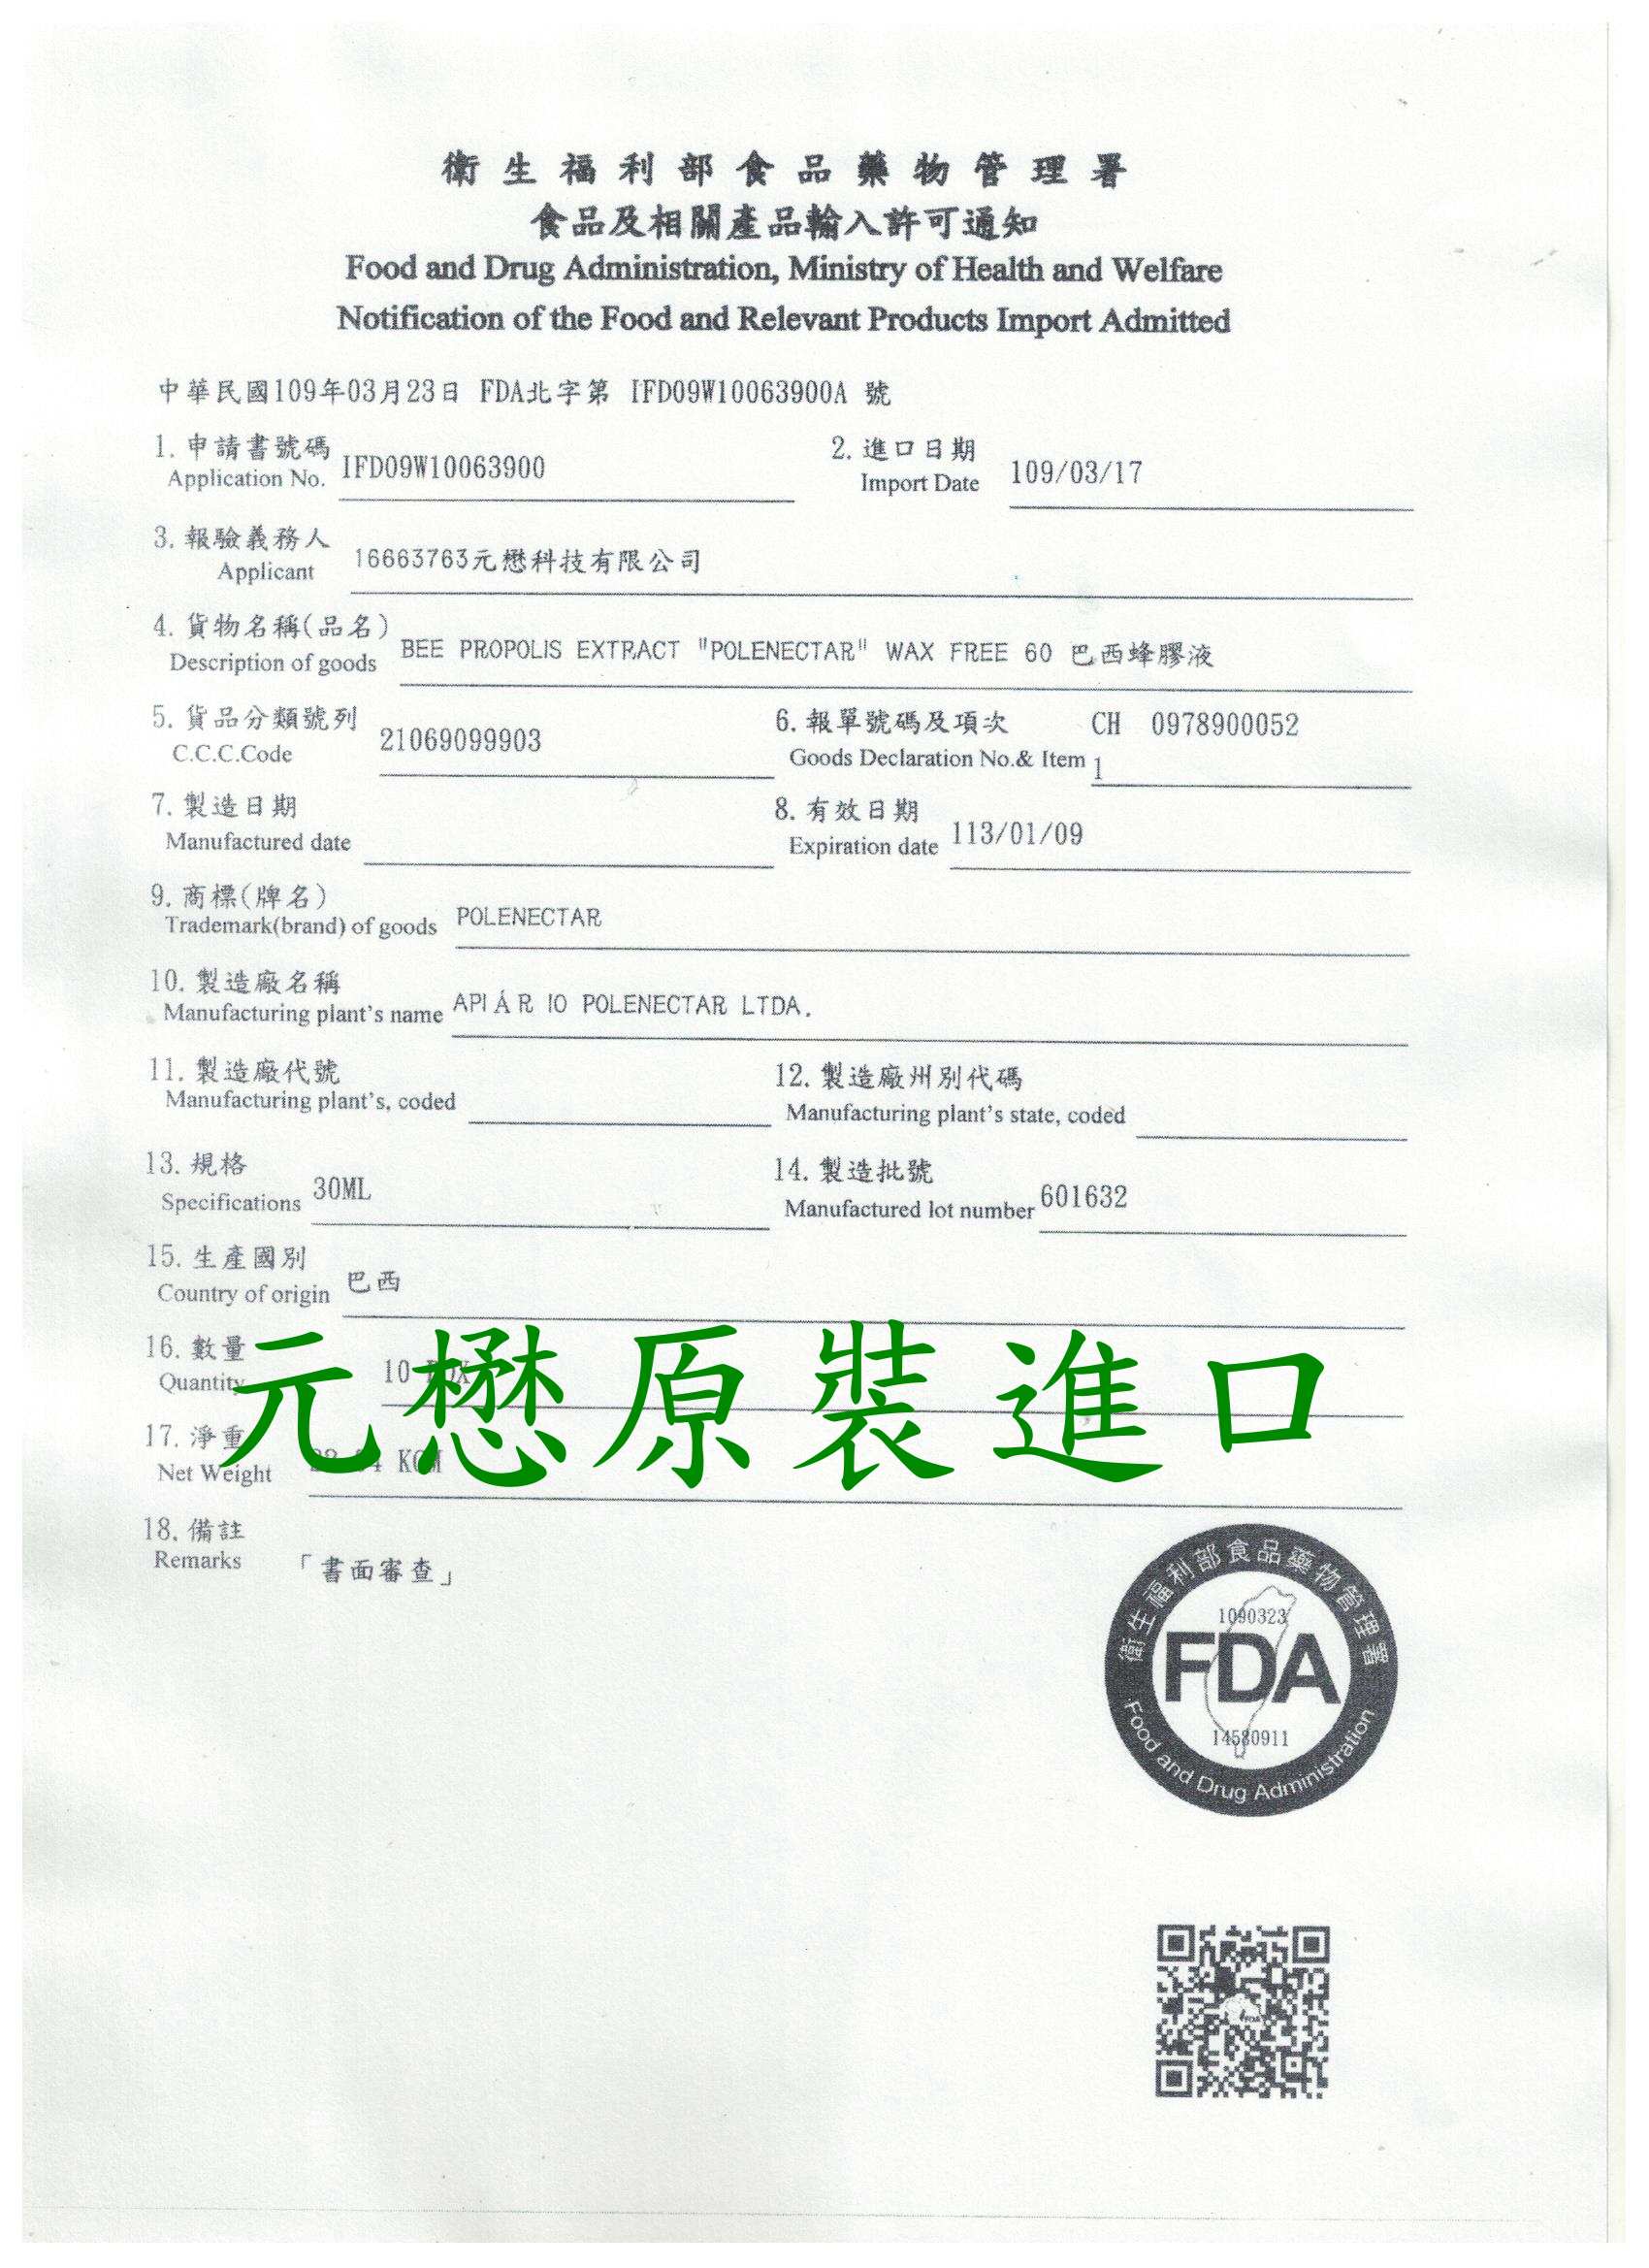 衛生福利部食品藥物管理署
食品及相關產品輸入許可通知
Food and Drug Administration, Ministry of Health and Welfare
Notification of the Food and Relevant Products Import Admitted
中華民國109年03月23日 FDA北字第 IFD09W10063900A 號
1. 申請書號碼 2. 進口日期
Application No. IFD09W10063900 Import Date 109/03/17
3. 報驗義務人
Applicant 16663763元懋科技有限公司
4. 貨物名稱(品名)
Description of goods BEE PROPOLIS EXTRACT "POLENECTAR" WAX FREE 60 巴西蜂膠液
5. 貨品分類號列 6. 報單號碼及項次 CH 0978900052
C.C.C.Code 21069099903 Goods Declaration No.& Item 1
7. 製造日期 8. 有效日期
Manufactured date Expiration date 113/01/09
9. 商標(牌名)
Trademark(brand) of goods POLENECTAR
10. 製造廠名稱
Manufacturing plant's name APIÁR IO POLENECTAR LTDA.
11. 製造廠代號 12. 製造廠州別代碼
Manufacturing plant's, coded Manufacturing plant's state, coded
13. 規格 14. 製造批號
Specifications 30ML Manufactured lot number 601632
15. 生產國別
Country of origin 巴西
16. 數量
Quantity 10
元懋原裝進口
17. 淨重
Net Weight
18. 備註
Remarks 「書面審查」
衛生福利部食品藥物管理署
1090323
FDA
14580911
Food and Drug Administration